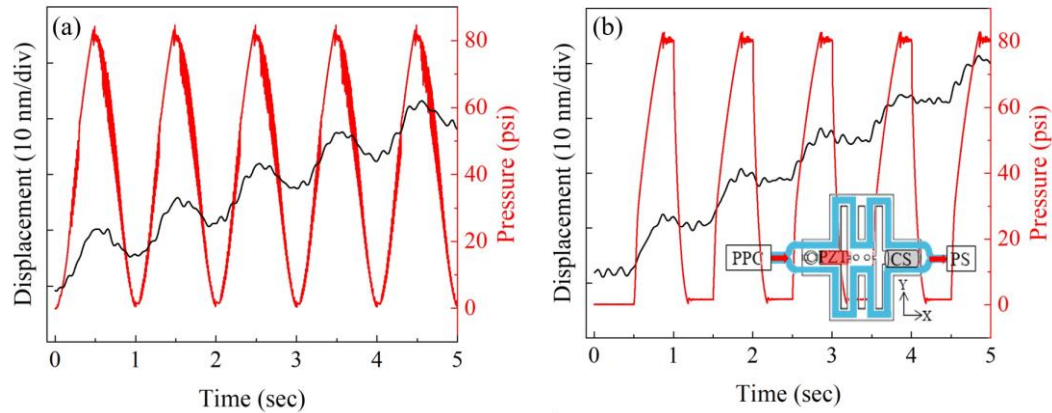 (a)
Displacement (10 nm/div)
80
60
40
20
0
Pressure (psi)
0 1 2 3 4 5
Time (sec)
(b)
Displacement (10 nm/div)
80
60
40
20
0
Pressure (psi)
PPC PZT CS PS
Y
X
0 1 2 3 4 5
Time (sec)